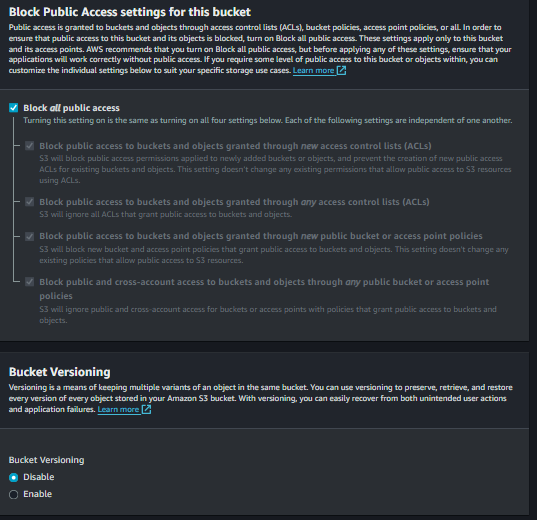 Block Public Access settings for this bucket
Public access is granted to buckets and objects through access control lists (ACLs), bucket policies, access point policies, or all. In order to
ensure that public access to this bucket and its objects is blocked, turn on Block all public access. These settings apply only to this bucket
and its access points. AWS recommends that you turn on Block all public access, but before applying any of these settings, ensure that your
applications will work correctly without public access. If you require some level of public access to this bucket or objects within, you can
customize the individual settings below to suit your specific storage use cases. Learn more
Block all public access
Turning this setting on is the same as turning on all four settings below. Each of the following settings are independent of one another.
Block public access to buckets and objects granted through new access control lists (ACLs)
S3 will block public access permissions applied to newly added buckets or objects, and prevent the creation of new public access
ACLs for existing buckets and objects. This setting doesn't change any existing permissions that allow public access to S3 resources
using ACLs.
Block public access to buckets and objects granted through any access control lists (ACLs)
S3 will ignore all ACLs that grant public access to buckets and objects.
Block public access to buckets and objects granted through new public bucket or access point policies
S3 will block new bucket and access point policies that grant public access to buckets and objects. This setting doesn't change any
existing policies that allow public access to S3 resources.
Block public and cross-account access to buckets and objects through any public bucket or access point
policies
S3 will ignore public and cross-account access for buckets or access points with policies that grant public access to buckets and
objects.
Bucket Versioning
Versioning is a means of keeping multiple variants of an object in the same bucket. You can use versioning to preserve, retrieve, and restore
every version of every object stored in your Amazon S3 bucket. With versioning, you can easily recover from both unintended user actions
and application failures. Learn more
Bucket Versioning
Disable
Enable